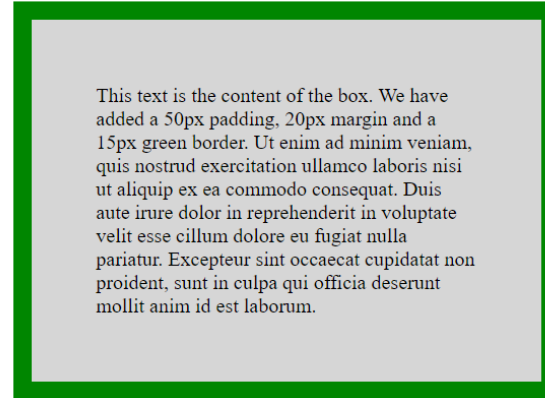 This text is the content of the box. We have
added a 50px padding, 20px margin and a
15px green border. Ut enim ad minim veniam,
quis nostrud exercitation ullamco laboris nisi
ut aliquip ex ea commodo consequat. Duis
aute irure dolor in reprehenderit in voluptate
velit esse cillum dolore eu fugiat nulla
pariatur. Excepteur sint occaecat cupidatat non
proident, sunt in culpa qui officia deserunt
mollit anim id est laborum.